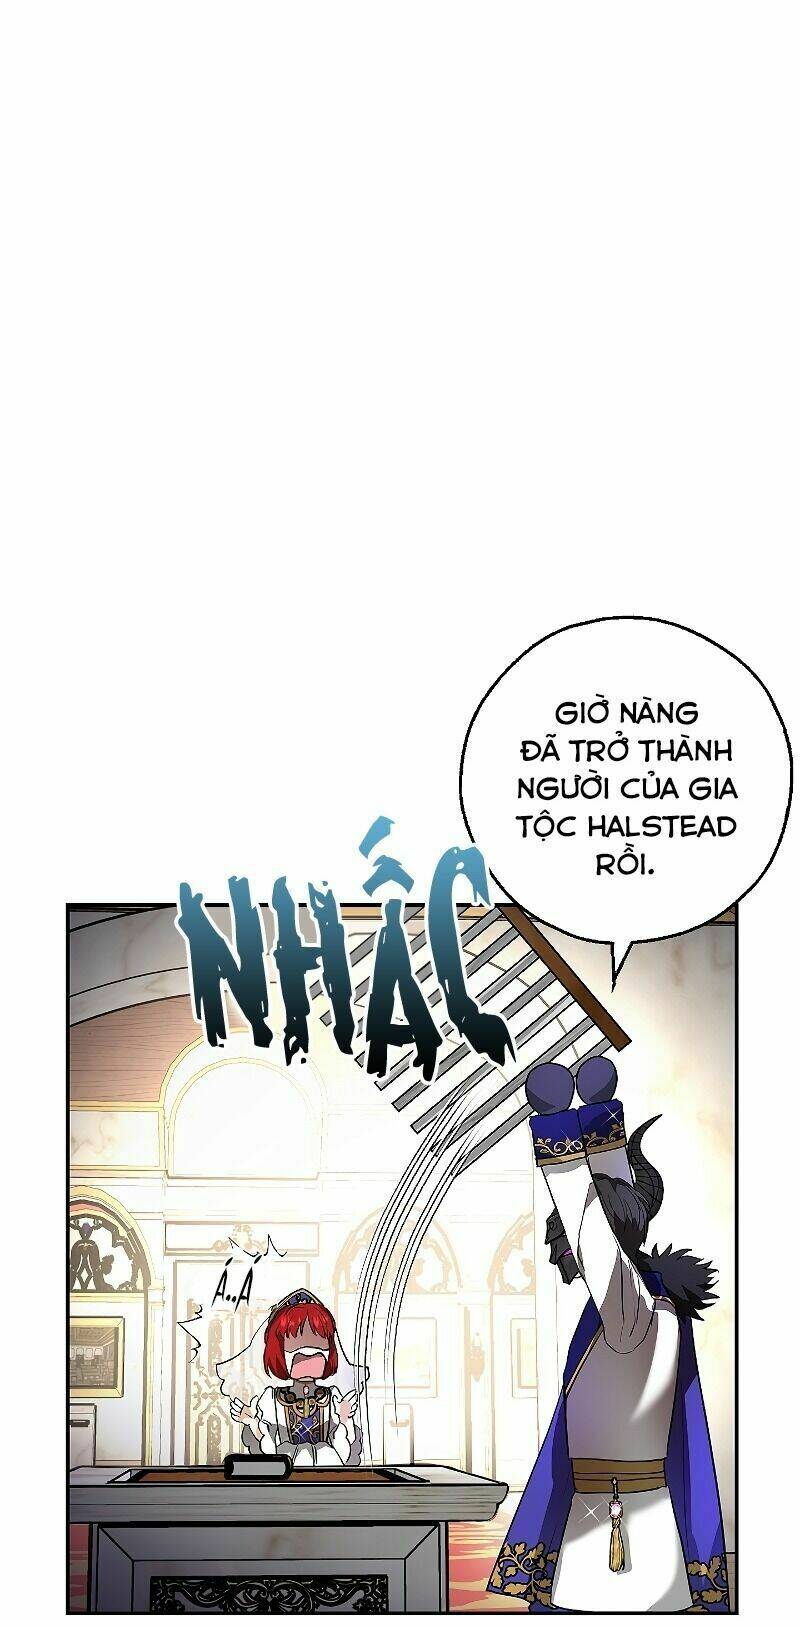 GIỜ NÀNG
ĐÃ TRỞ THÀNH
NGƯỜI CỦA GIA
TỘC HALSTEAD
RỒI.
NHẤC
Á..Á